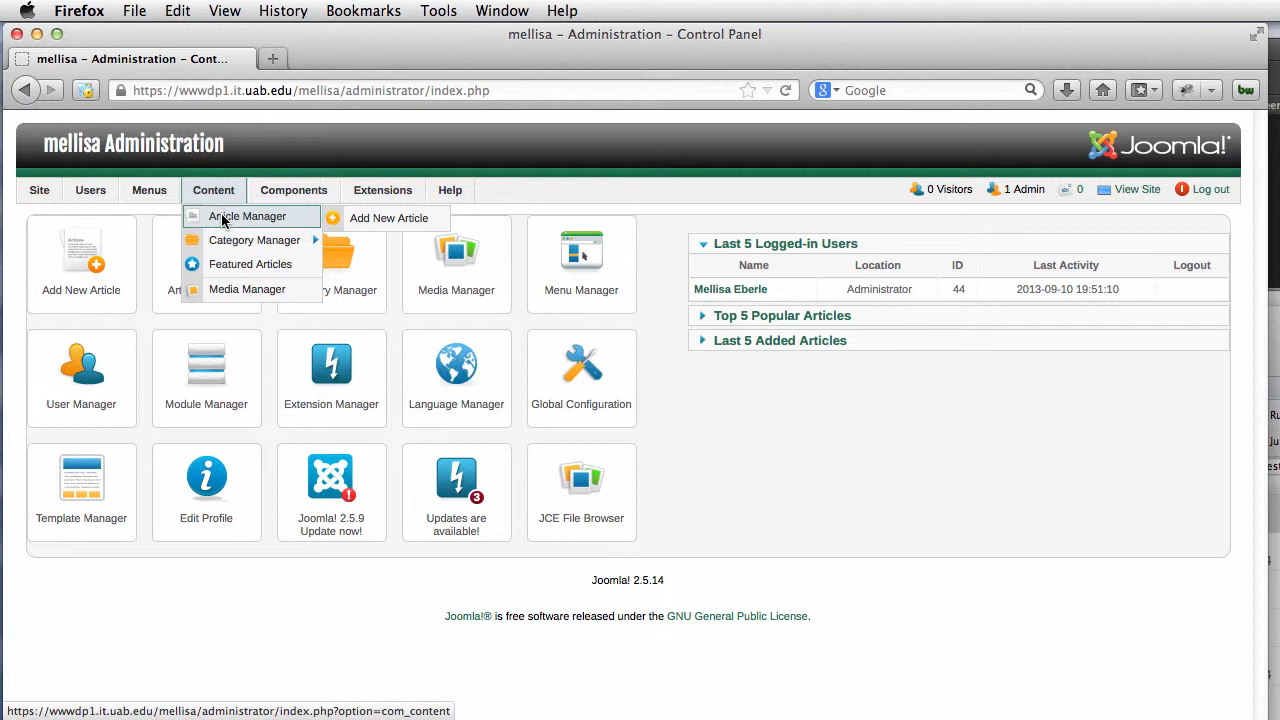 Firefox File Edit View History Bookmarks Tools Window Help
mellisa – Administration – Control Panel
mellisa – Administration – Cont...
https://wwwdp1.it.uab.edu/mellisa/administrator/index.php
Google
bw
mellisa Administration
Joomla!
Site Users Menus Content Components Extensions Help
0 Visitors 1 Admin 0 View Site Log out
Article Manager
Add New Article
Category Manager
Featured Articles
Media Manager
Add New Article
Media Manager
Menu Manager
User Manager
Module Manager
Extension Manager
Language Manager
Global Configuration
Template Manager
Edit Profile
Joomla! 2.5.9
Update now!
3
Updates are
available!
JCE File Browser
Last 5 Logged-in Users
Name Location ID Last Activity Logout
Mellisa Eberle Administrator 44 2013-09-10 19:51:10
Top 5 Popular Articles
Last 5 Added Articles
Joomla! 2.5.14
Joomla!® is free software released under the GNU General Public License.
https://wwwdp1.it.uab.edu/mellisa/administrator/index.php?option=com_content